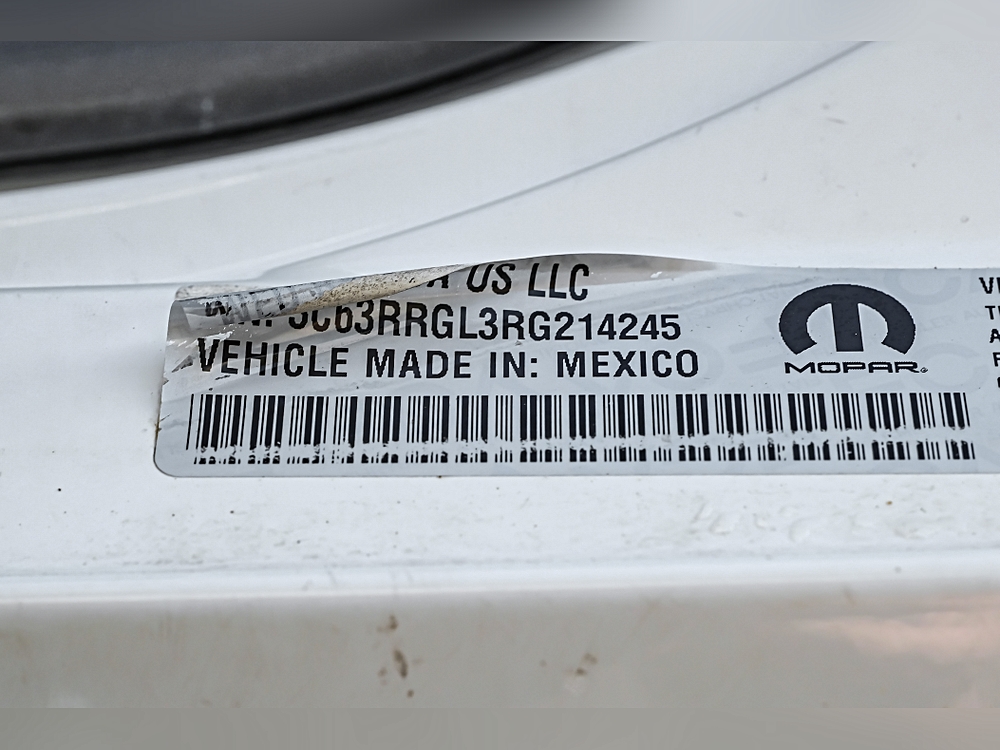 US LLC
3C63RRGL3RG214245
VEHICLE MADE IN: MEXICO
MOPAR